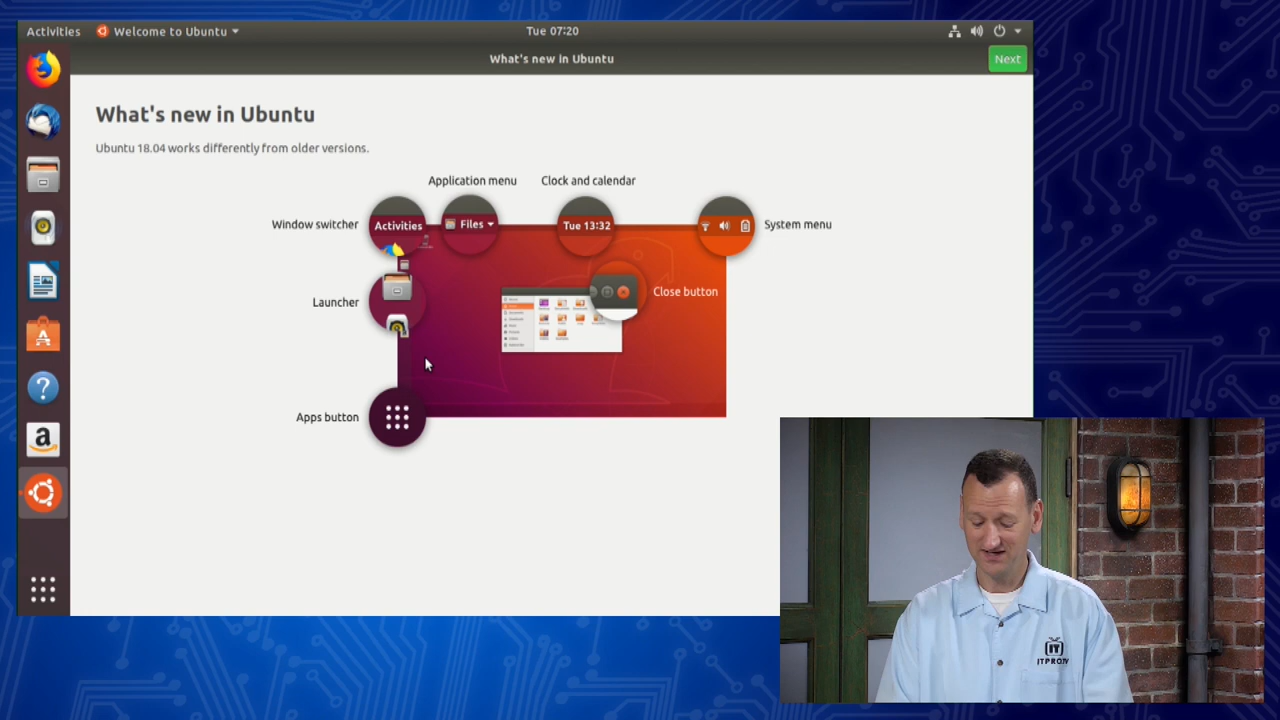 Activities
Welcome to Ubuntu
Tue 07:20
What's new in Ubuntu
Next
What's new in Ubuntu
Ubuntu 18.04 works differently from older versions.
Application menu
Clock and calendar
Window switcher
Activities
Files
Tue 13:32
System menu
Launcher
Close button
Apps button
?
a
IT
ITPROTV